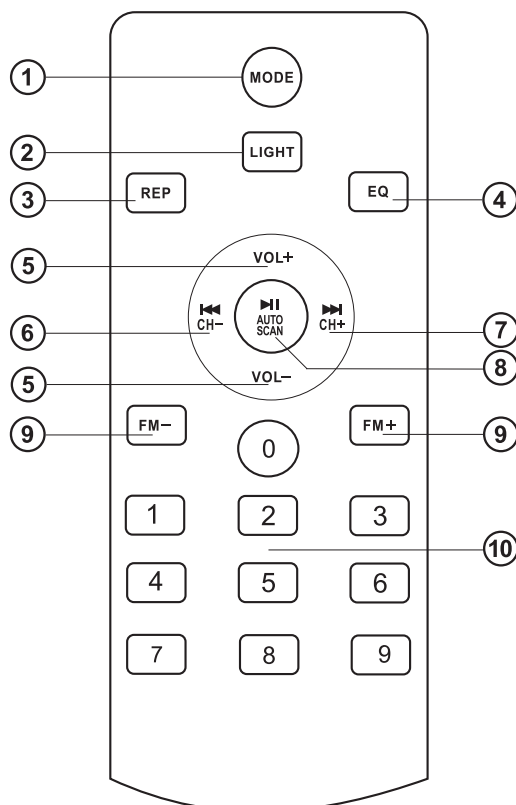 1 MODE
2 LIGHT
3 REP EQ 4
5 VOL+
CH− AUTO CH+
6 SCAN 7
8
5 VOL−
9 FM− FM+ 9
0
1 2 3
10
4 5 6
7 8 9